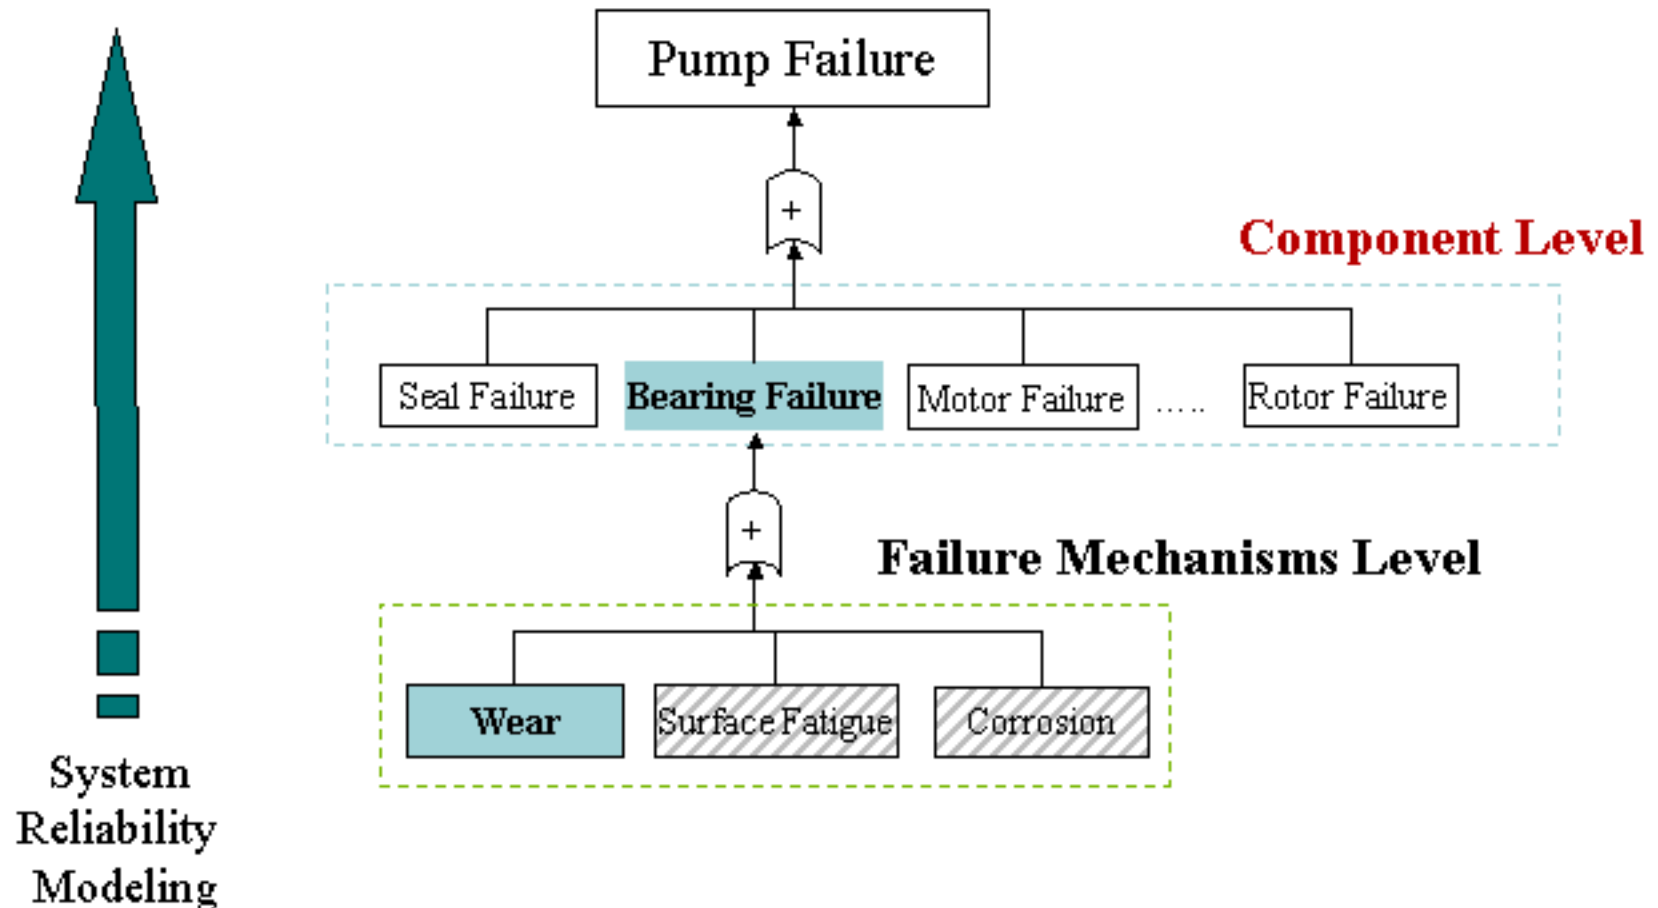 Pump Failure
+
Component Level
Seal Failure
Bearing Failure
Motor Failure
.....
Rotor Failure
+
Failure Mechanisms Level
Wear
Surface Fatigue
Corrosion
System
Reliability
Modeling